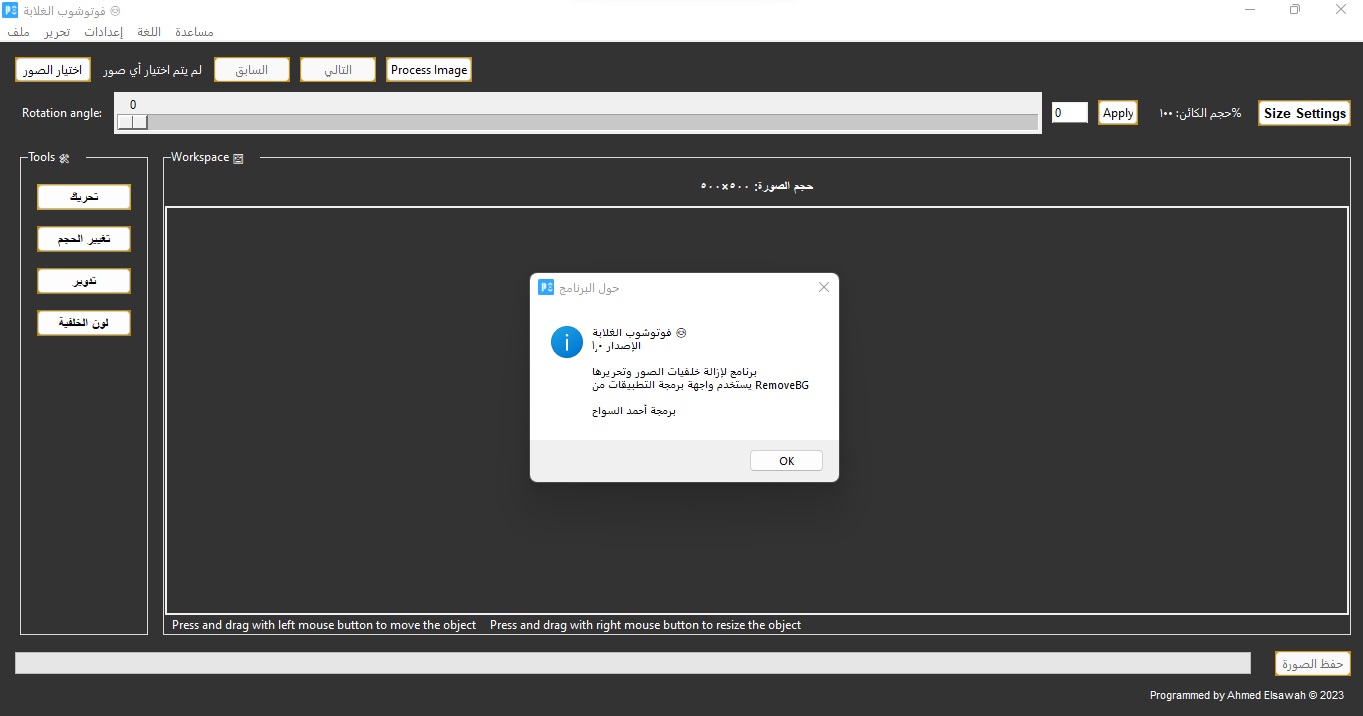 فوتوشوب الغلابة
ملف تحرير إعدادات اللغة مساعدة
اختيار الصور لم يتم اختيار أي صور السابق التالي Process Image
0
Rotation angle: 0 Apply حجم الكائن: ١٠٠% Size Settings
Tools
Workspace
تحريك
تغيير الحجم
تدوير
لون الخلفية
حجم الصورة: ٥٠٠×٥٠٠
حول البرنامج
فوتوشوب الغلابة
الإصدار ١٫٠
برنامج لإزالة خلفيات الصور وتحريرها
يستخدم واجهة برمجة التطبيقات من RemoveBG
برمجة أحمد السواح
OK
Press and drag with left mouse button to move the object Press and drag with right mouse button to resize the object
حفظ الصورة
Programmed by Ahmed Elsawah © 2023